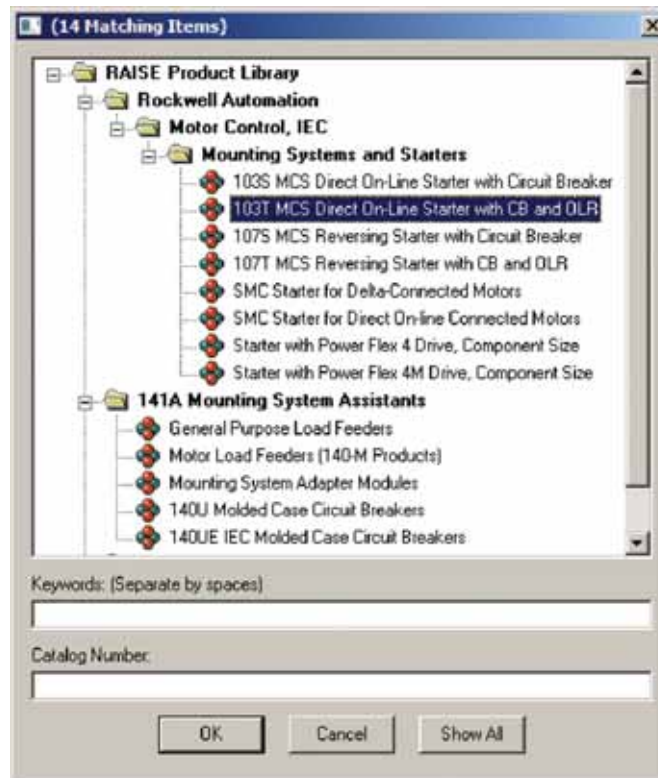 (14 Matching Items)
RAISE Product Library
Rockwell Automation
Motor Control, IEC
Mounting Systems and Starters
103S MCS Direct On-Line Starter with Circuit Breaker
103T MCS Direct On-Line Starter with CB and OLR
107S MCS Reversing Starter with Circuit Breaker
107T MCS Reversing Starter with CB and OLR
SMC Starter for Delta-Connected Motors
SMC Starter for Direct On-line Connected Motors
Starter with Power Flex 4 Drive, Component Size
Starter with Power Flex 4M Drive, Component Size
141A Mounting System Assistants
General Purpose Load Feeders
Motor Load Feeders (140-M Products)
Mounting System Adapter Modules
140U Molded Case Circuit Breakers
140UE IEC Molded Case Circuit Breakers
Keywords: (Separate by spaces)
Catalog Number:
OK Cancel Show All